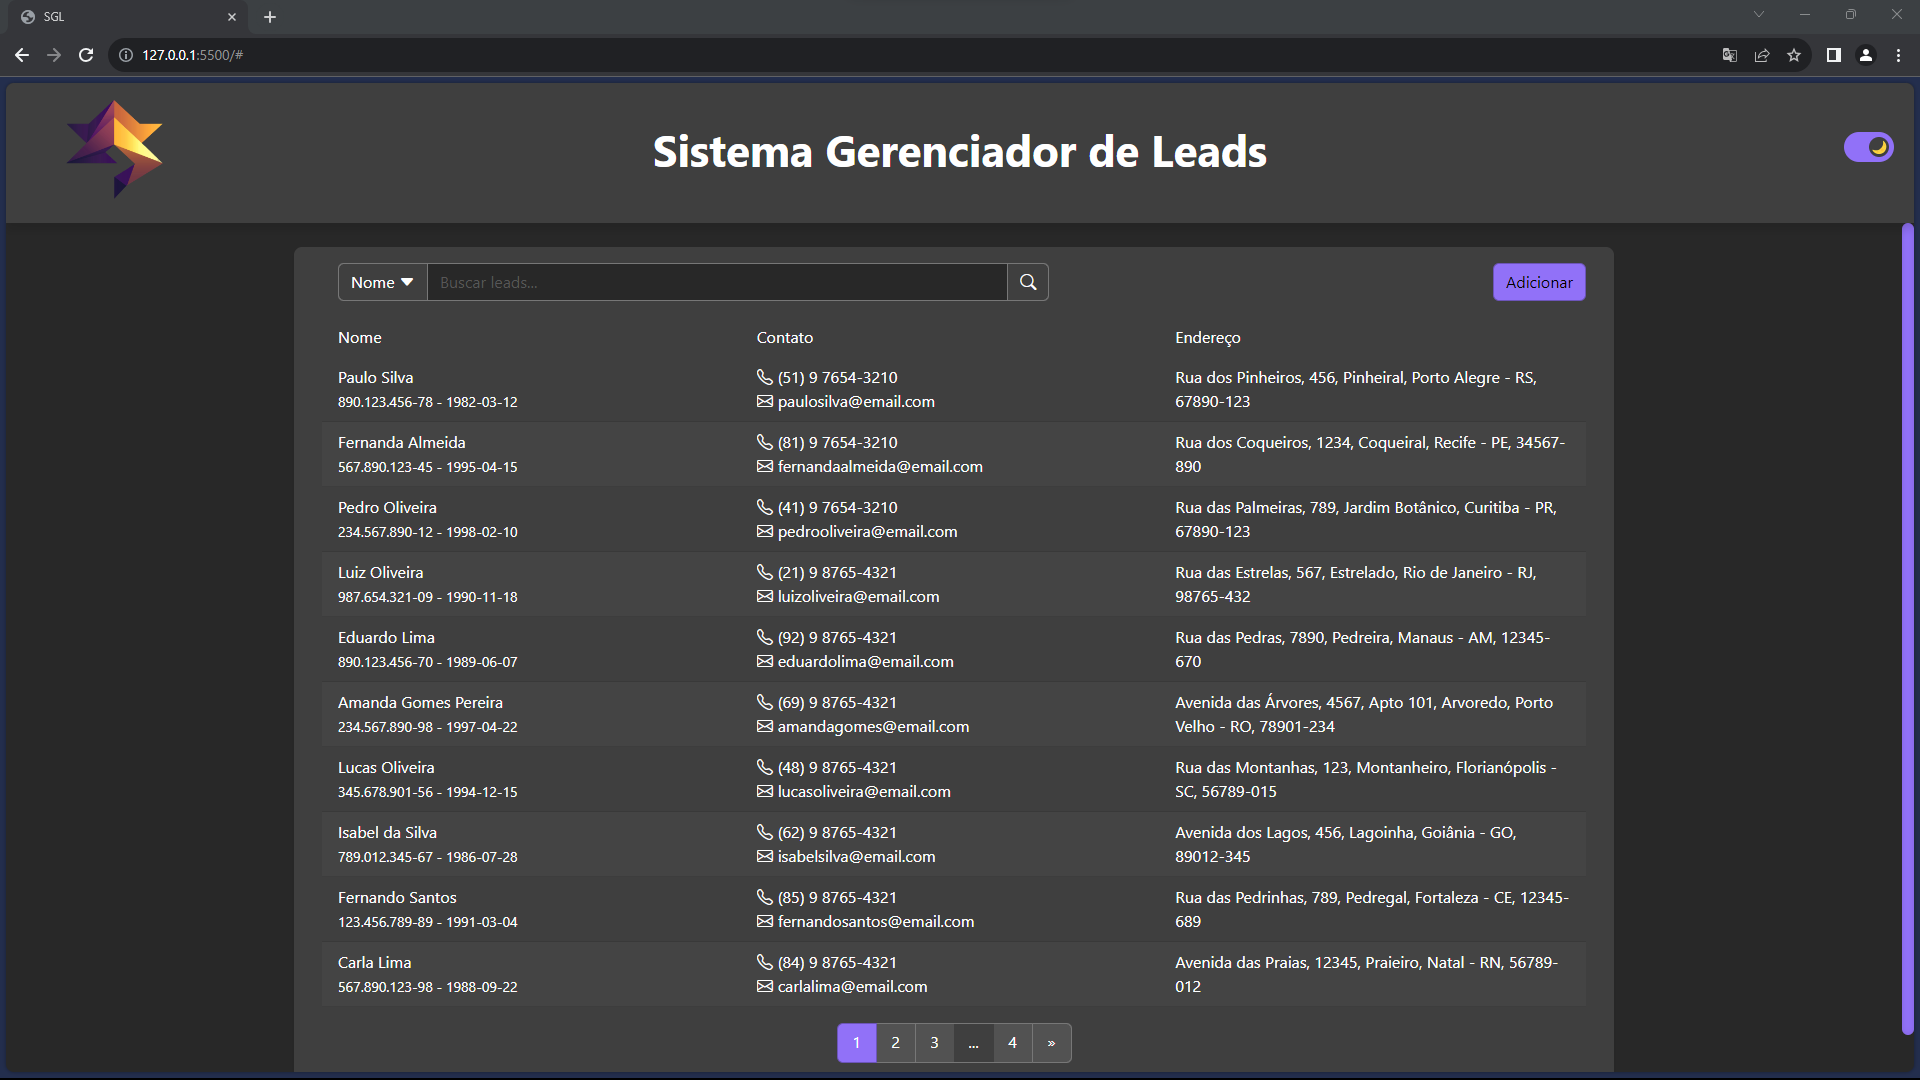 SGL
127.0.0.1:5500/#
Sistema Gerenciador de Leads
Nome
Buscar leads...
Adicionar
Nome Contato Endereço
Paulo Silva
890.123.456-78 - 1982-03-12
(51) 9 7654-3210
paulosilva@email.com
Rua dos Pinheiros, 456, Pinheiral, Porto Alegre - RS,
67890-123
Fernanda Almeida
567.890.123-45 - 1995-04-15
(81) 9 7654-3210
fernandaalmeida@email.com
Rua dos Coqueiros, 1234, Coqueiral, Recife - PE, 34567-
890
Pedro Oliveira
234.567.890-12 - 1998-02-10
(41) 9 7654-3210
pedrooliveira@email.com
Rua das Palmeiras, 789, Jardim Botânico, Curitiba - PR,
67890-123
Luiz Oliveira
987.654.321-09 - 1990-11-18
(21) 9 8765-4321
luizoliveira@email.com
Rua das Estrelas, 567, Estrelado, Rio de Janeiro - RJ,
98765-432
Eduardo Lima
890.123.456-70 - 1989-06-07
(92) 9 8765-4321
eduardolima@email.com
Rua das Pedras, 7890, Pedreira, Manaus - AM, 12345-
670
Amanda Gomes Pereira
234.567.890-98 - 1997-04-22
(69) 9 8765-4321
amandagomes@email.com
Avenida das Árvores, 4567, Apto 101, Arvoredo, Porto
Velho - RO, 78901-234
Lucas Oliveira
345.678.901-56 - 1994-12-15
(48) 9 8765-4321
lucasoliveira@email.com
Rua das Montanhas, 123, Montanheiro, Florianópolis -
SC, 56789-015
Isabel da Silva
789.012.345-67 - 1986-07-28
(62) 9 8765-4321
isabelsilva@email.com
Avenida dos Lagos, 456, Lagoinha, Goiânia - GO,
89012-345
Fernando Santos
123.456.789-89 - 1991-03-04
(85) 9 8765-4321
fernandosantos@email.com
Rua das Pedrinhas, 789, Pedregal, Fortaleza - CE, 12345-
689
Carla Lima
567.890.123-98 - 1988-09-22
(84) 9 8765-4321
carlalima@email.com
Avenida das Praias, 12345, Praieiro, Natal - RN, 56789-
012
1 2 3 ... 4 »